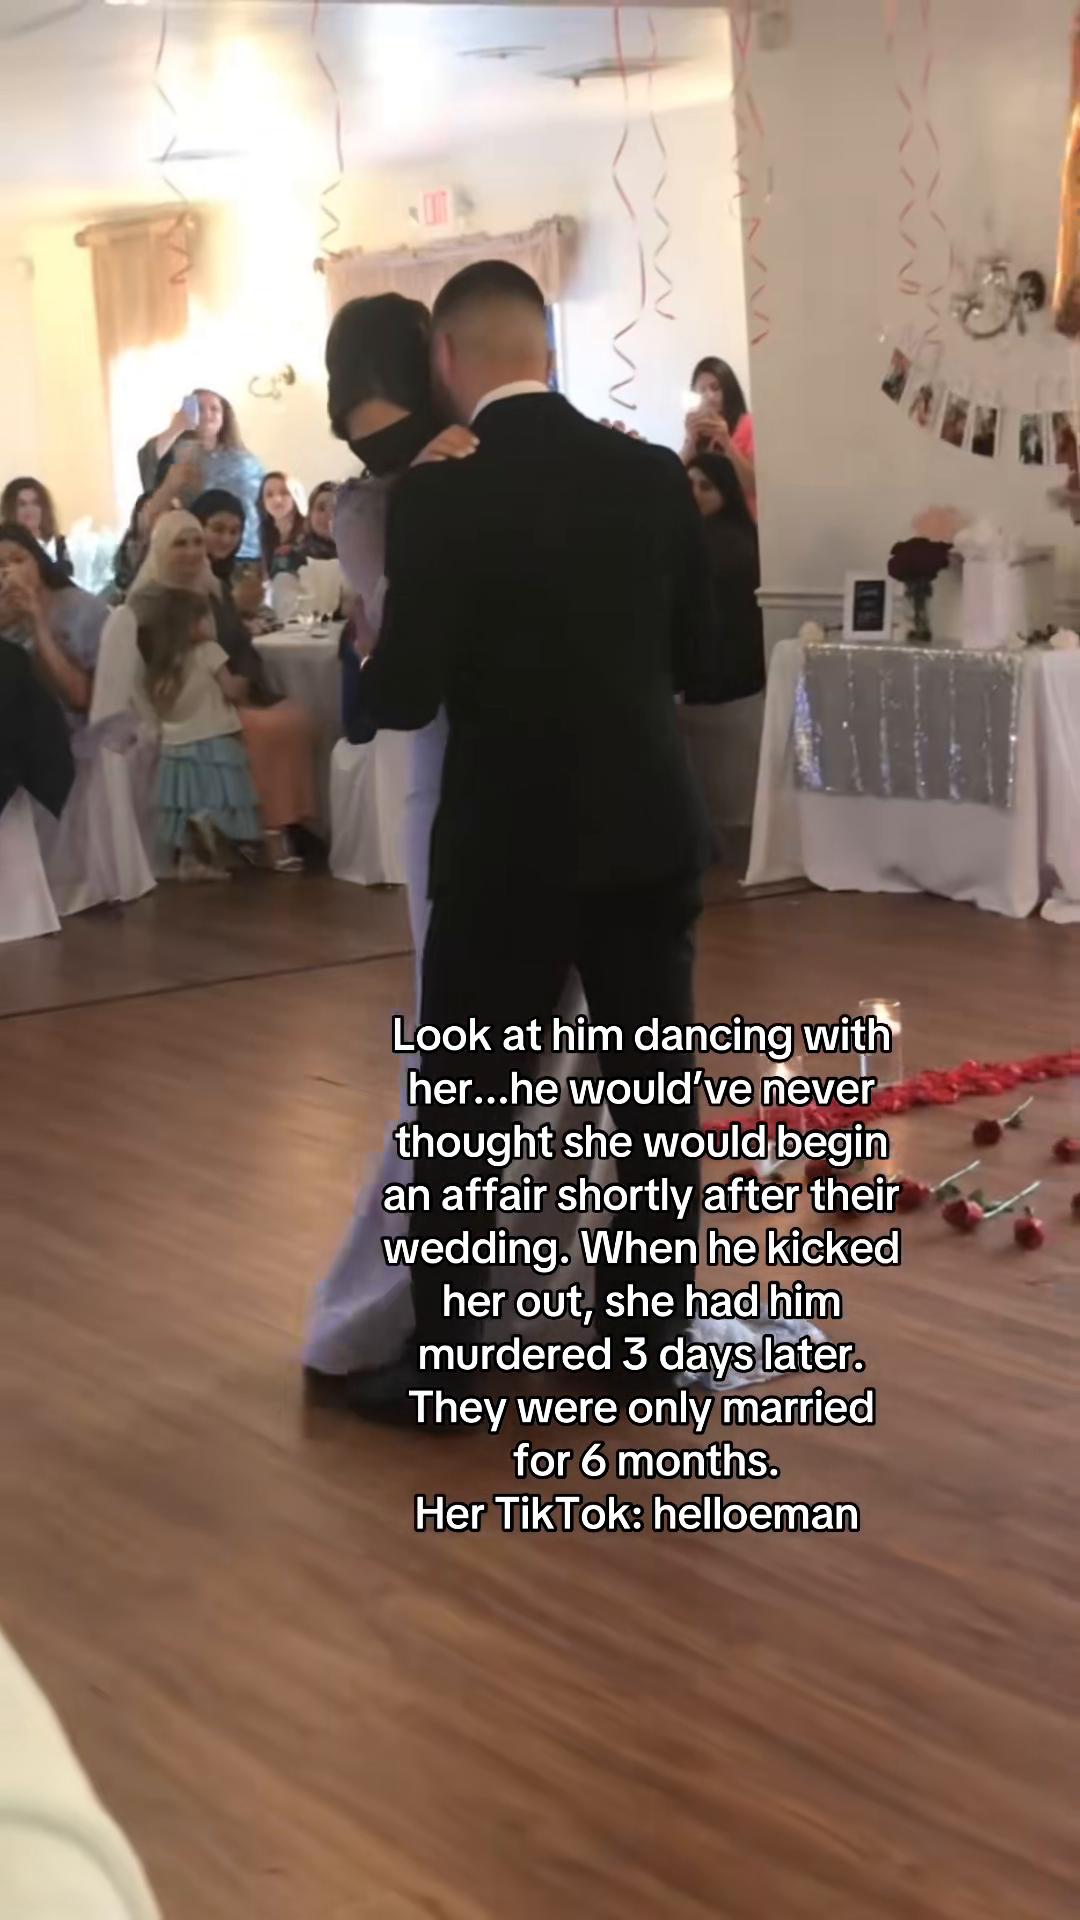 EXIT
Look at him dancing with
her...he would've never
thought she would begin
an affair shortly after their
wedding. When he kicked
her out, she had him
murdered 3 days later.
They were only married
for 6 months.
Her TikTok: helloeman